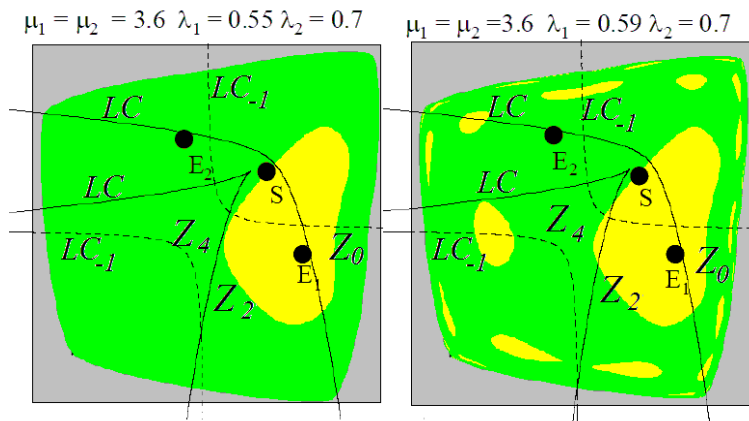 μ₁ = μ₂ = 3.6 λ₁ = 0.55 λ₂ = 0.7
LC
LC₋₁
E₂
LC
S
Z₄
LC₋₁
Z₀
E₁
Z₂
μ₁ = μ₂ =3.6 λ₁ = 0.59 λ₂ = 0.7
LC
LC₋₁
E₂
LC
S
Z₄
LC₋₁
Z₀
E₁
Z₂